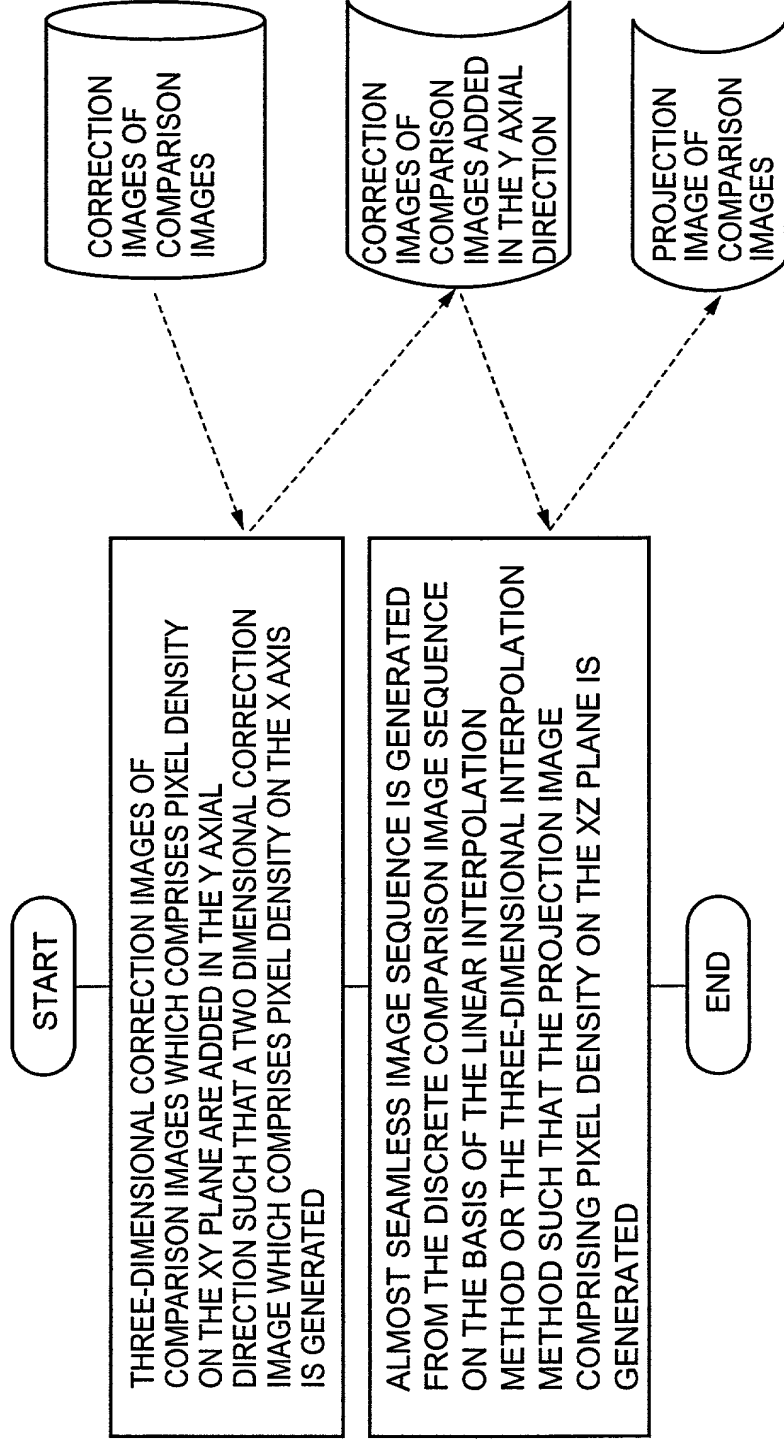 START
THREE-DIMENSIONAL CORRECTION IMAGES OF
COMPARISON IMAGES WHICH COMPRISES PIXEL DENSITY
ON THE XY PLANE ARE ADDED IN THE Y AXIAL
DIRECTION SUCH THAT A TWO DIMENSIONAL CORRECTION
IMAGE WHICH COMPRISES PIXEL DENSITY ON THE X AXIS
IS GENERATED
ALMOST SEAMLESS IMAGE SEQUENCE IS GENERATED
FROM THE DISCRETE COMPARISON IMAGE SEQUENCE
ON THE BASIS OF THE LINEAR INTERPOLATION
METHOD OR THE THREE-DIMENSIONAL INTERPOLATION
METHOD SUCH THAT THE PROJECTION IMAGE
COMPRISING PIXEL DENSITY ON THE XZ PLANE IS
GENERATED
END
CORRECTION
IMAGES OF
COMPARISON
IMAGES
CORRECTION
IMAGES OF
COMPARISON
IMAGES ADDED
IN THE Y AXIAL
DIRECTION
PROJECTION
IMAGE OF
COMPARISON
IMAGES